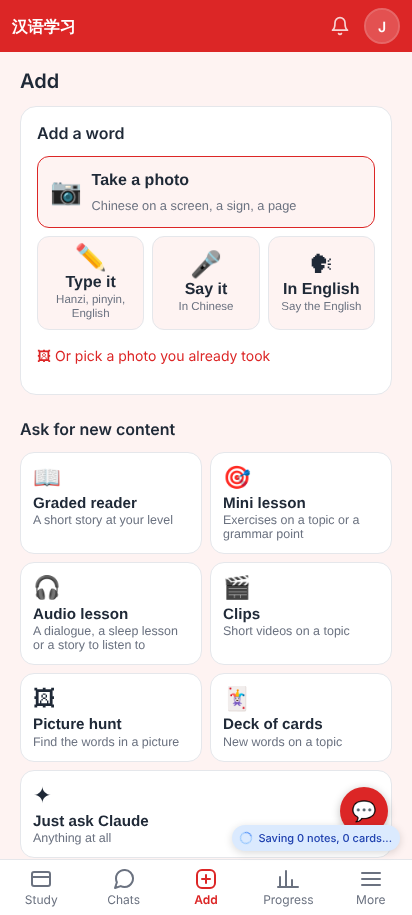 汉语学习
J
Add
Add a word
Take a photo
Chinese on a screen, a sign, a page
Type it
Hanzi, pinyin,
English
Say it
In Chinese
In English
Say the English
Or pick a photo you already took
Ask for new content
Graded reader
A short story at your level
Mini lesson
Exercises on a topic or a
grammar point
Audio lesson
A dialogue, a sleep lesson
or a story to listen to
Clips
Short videos on a topic
Picture hunt
Find the words in a picture
Deck of cards
New words on a topic
Just ask Claude
Anything at all
Saving 0 notes, 0 cards...
Study
Chats
Add
Progress
More